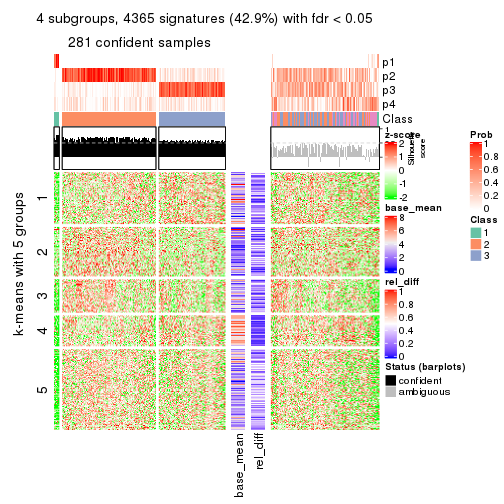 4 subgroups, 4365 signatures (42.9%) with fdr < 0.05
281 confident samples
p1
p2
p3
p4
Class
1
Silhouette
score
z-score
2
1
0
-1
-2
Prob
1
0.8
0.6
0.4
0.2
0
base_mean
8
6
4
2
0
Class
1
2
3
rel_diff
1
0.8
0.6
0.4
0.2
0
Status (barplots)
confident
ambiguous
k-means with 5 groups
1
2
3
4
5
base_mean
rel_diff